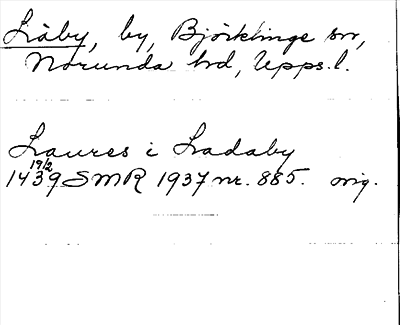 Låby, by, Björklinge sn,
Norunda hd, Upps. l.
Laures i Ladaby
19/2
1439 SMR 1937 nr. 885. orig.